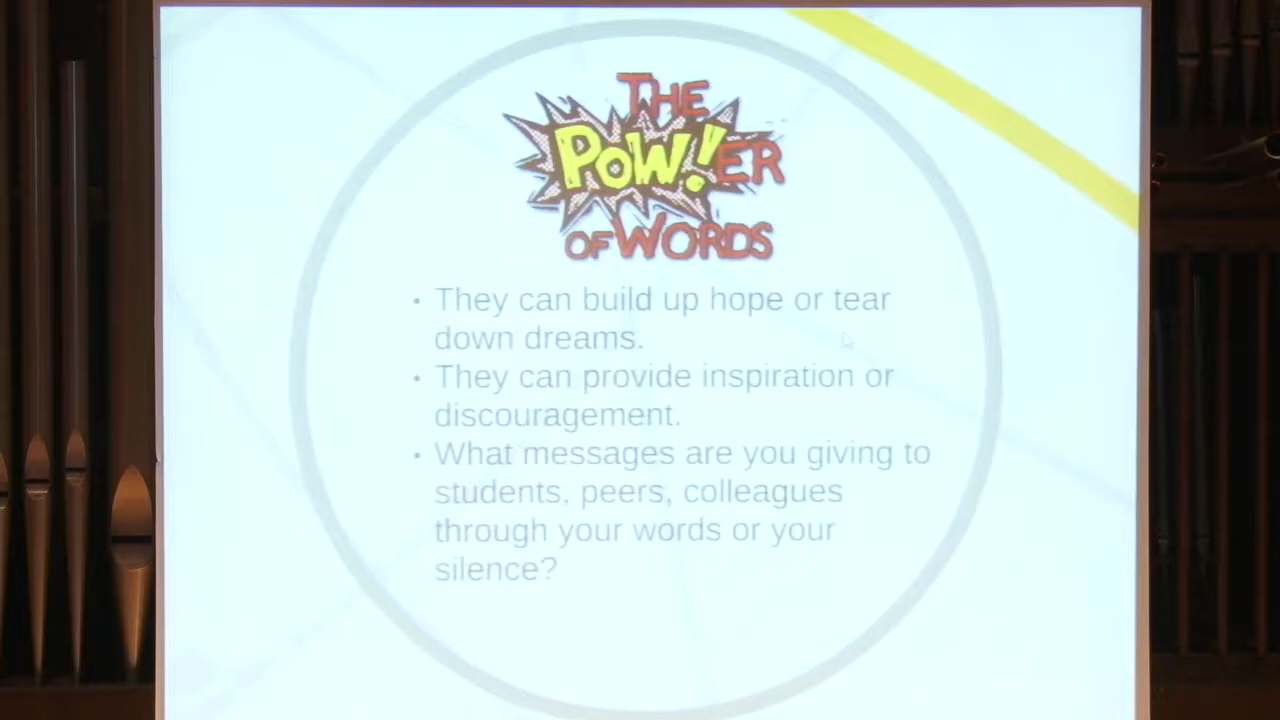 THE
POW!ER
OF WORDS
• They can build up hope or tear
down dreams.
• They can provide inspiration or
discouragement.
• What messages are you giving to
students, peers, colleagues
through your words or your
silence?